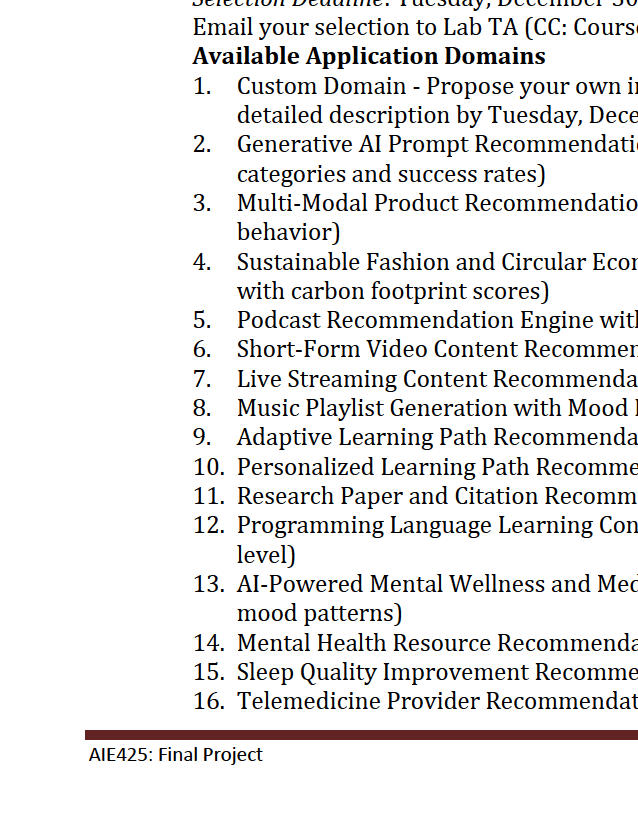 Selection Deadline: Tuesday, December 30
Email your selection to Lab TA (CC: Cours
Available Application Domains
1. Custom Domain - Propose your own i
detailed description by Tuesday, Dece
2. Generative AI Prompt Recommendati
categories and success rates)
3. Multi-Modal Product Recommendatio
behavior)
4. Sustainable Fashion and Circular Econ
with carbon footprint scores)
5. Podcast Recommendation Engine with
6. Short-Form Video Content Recommen
7. Live Streaming Content Recommenda
8. Music Playlist Generation with Mood
9. Adaptive Learning Path Recommenda
10. Personalized Learning Path Recomme
11. Research Paper and Citation Recomm
12. Programming Language Learning Con
level)
13. AI-Powered Mental Wellness and Med
mood patterns)
14. Mental Health Resource Recommenda
15. Sleep Quality Improvement Recomme
16. Telemedicine Provider Recommendat
AIE425: Final Project